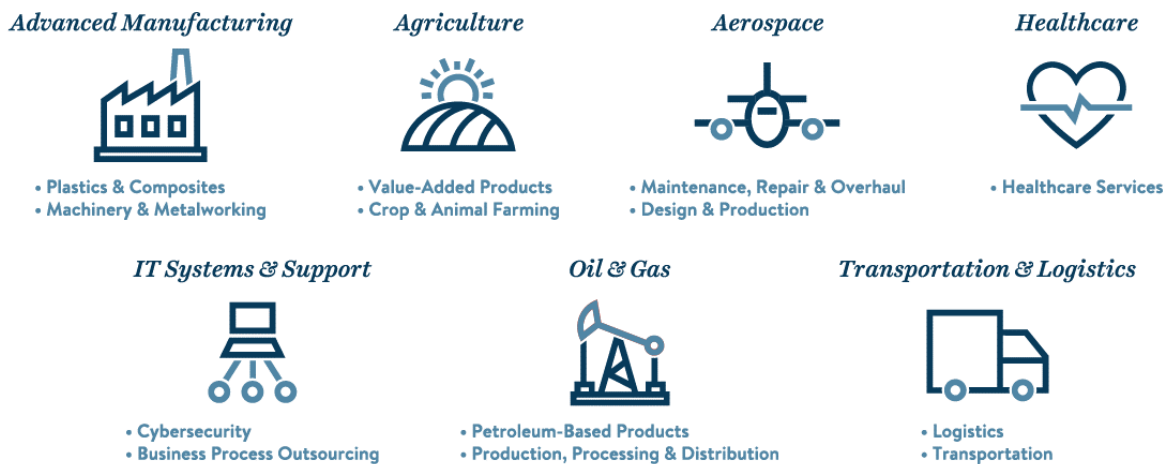 Advanced Manufacturing
• Plastics & Composites
• Machinery & Metalworking
Agriculture
• Value-Added Products
• Crop & Animal Farming
Aerospace
• Maintenance, Repair & Overhaul
• Design & Production
Healthcare
• Healthcare Services
IT Systems & Support
• Cybersecurity
• Business Process Outsourcing
Oil & Gas
• Petroleum-Based Products
• Production, Processing & Distribution
Transportation & Logistics
• Logistics
• Transportation